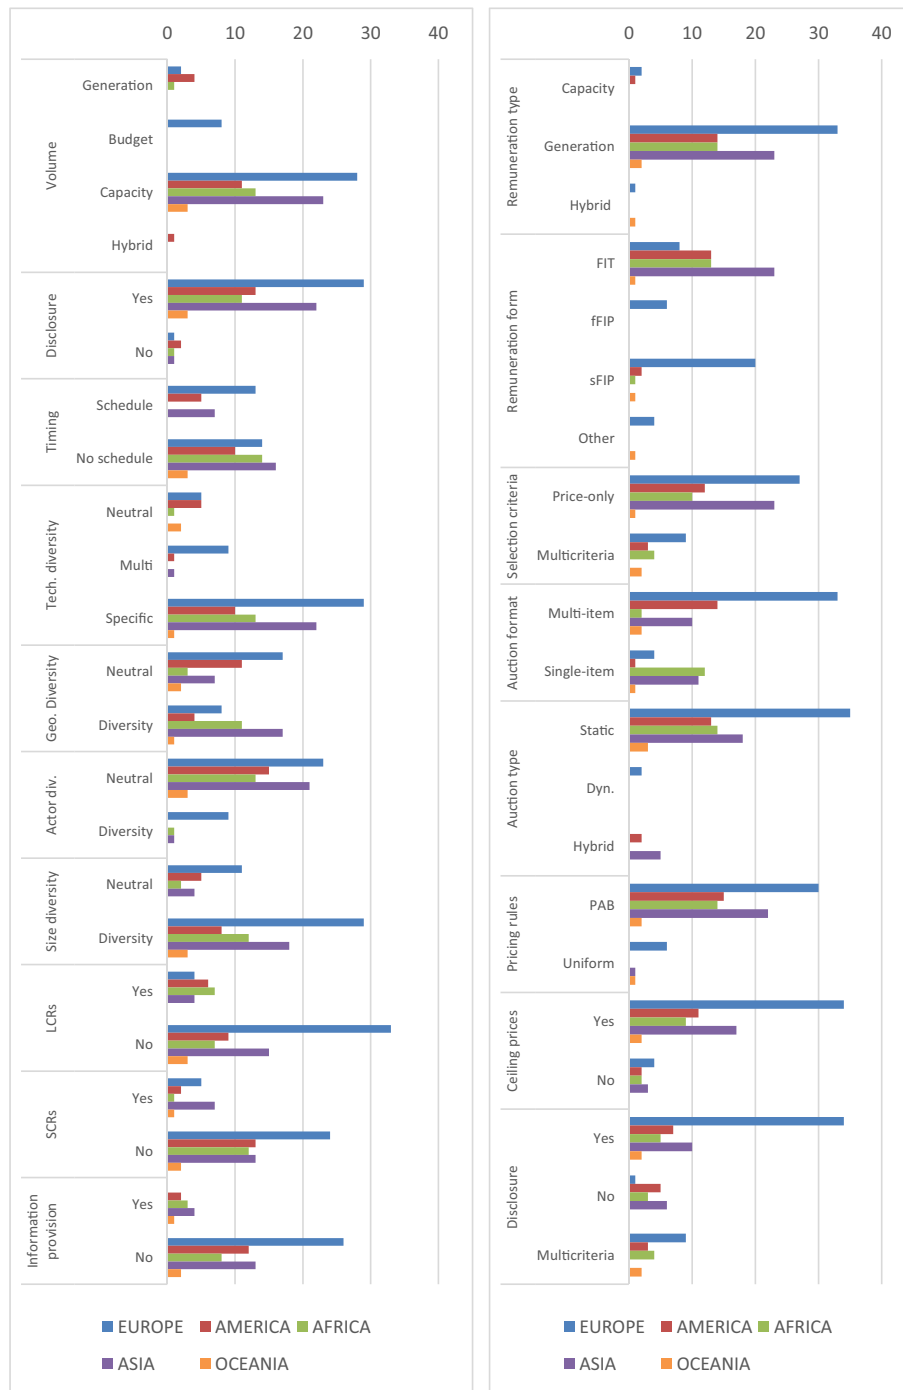 0 10 20 30 40
Volume
Generation
Budget
Capacity
Hybrid
Disclosure
Yes
No
Timing
Schedule
No schedule
Tech. diversity
Neutral
Multi
Specific
Geo. Diversity
Neutral
Diversity
Actor div.
Neutral
Diversity
Size diversity
Neutral
Diversity
LCRs
Yes
No
SCRs
Yes
No
Information
provision
Yes
No
EUROPE AMERICA AFRICA
ASIA OCEANIA
0 10 20 30 40
Remuneration type
Capacity
Generation
Hybrid
Remuneration form
FIT
fFIP
sFIP
Other
Selection criteria
Price-only
Multicriteria
Auction format
Multi-item
Single-item
Auction type
Static
Dyn.
Hybrid
Pricing rules
PAB
Uniform
Ceiling prices
Yes
No
Disclosure
Yes
No
Multicriteria
EUROPE AMERICA AFRICA
ASIA OCEANIA